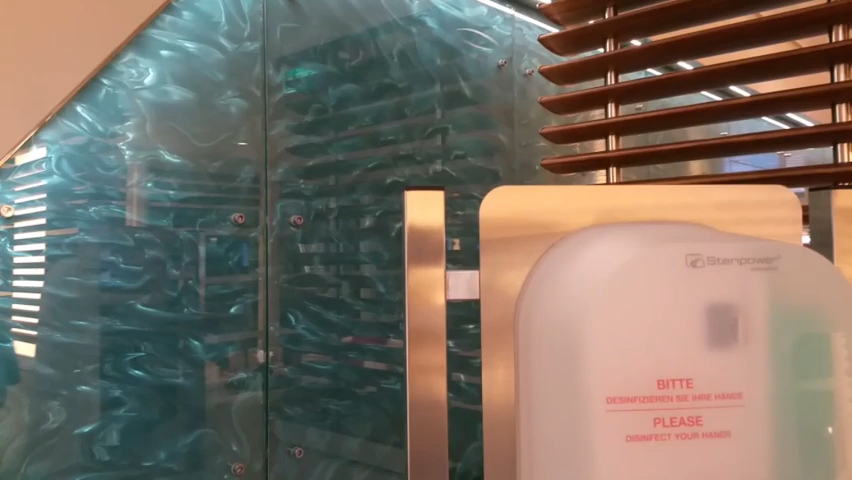 Steripower
BITTE
DESINFIZIEREN SIE IHRE HÄNDE
PLEASE
DISINFECT YOUR HANDS